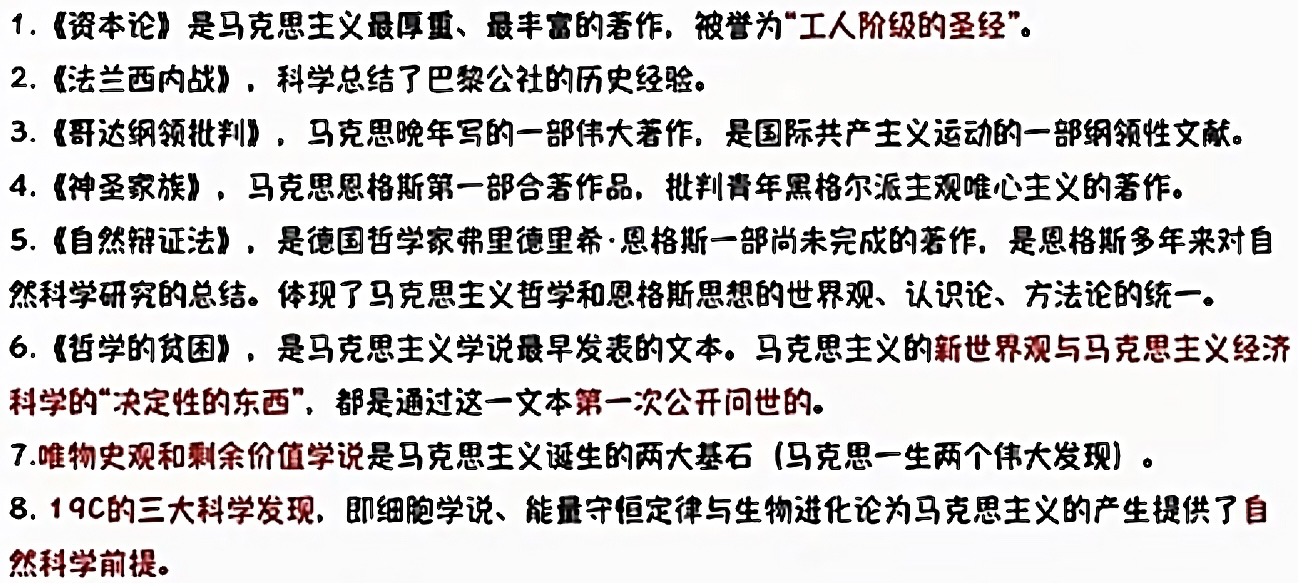 1.《资本论》是马克思主义最厚重、最丰富的著作，被誉为“工人阶级的圣经”。
2.《法兰西内战》，科学总结了巴黎公社的历史经验。
3.《哥达纲领批判》，马克思晚年写的一部伟大著作，是国际共产主义运动的一部纲领性文献。
4.《神圣家族》，马克思恩格斯第一部合著作品，批判青年黑格尔派主观唯心主义的著作。
5.《自然辩证法》，是德国哲学家弗里德里希·恩格斯一部尚未完成的著作，是恩格斯多年来对自
然科学研究的总结。体现了马克思主义哲学和恩格斯思想的世界观、认识论、方法论的统一。
6.《哲学的贫困》，是马克思主义学说最早发表的文本。马克思主义的新世界观与马克思主义经济
科学的“决定性的东西”，都是通过这一文本第一次公开问世的。
7.唯物史观和剩余价值学说是马克思主义诞生的两大基石（马克思一生两个伟大发现）。
8. 19C的三大科学发现，即细胞学说、能量守恒定律与生物进化论为马克思主义的产生提供了自
然科学前提。